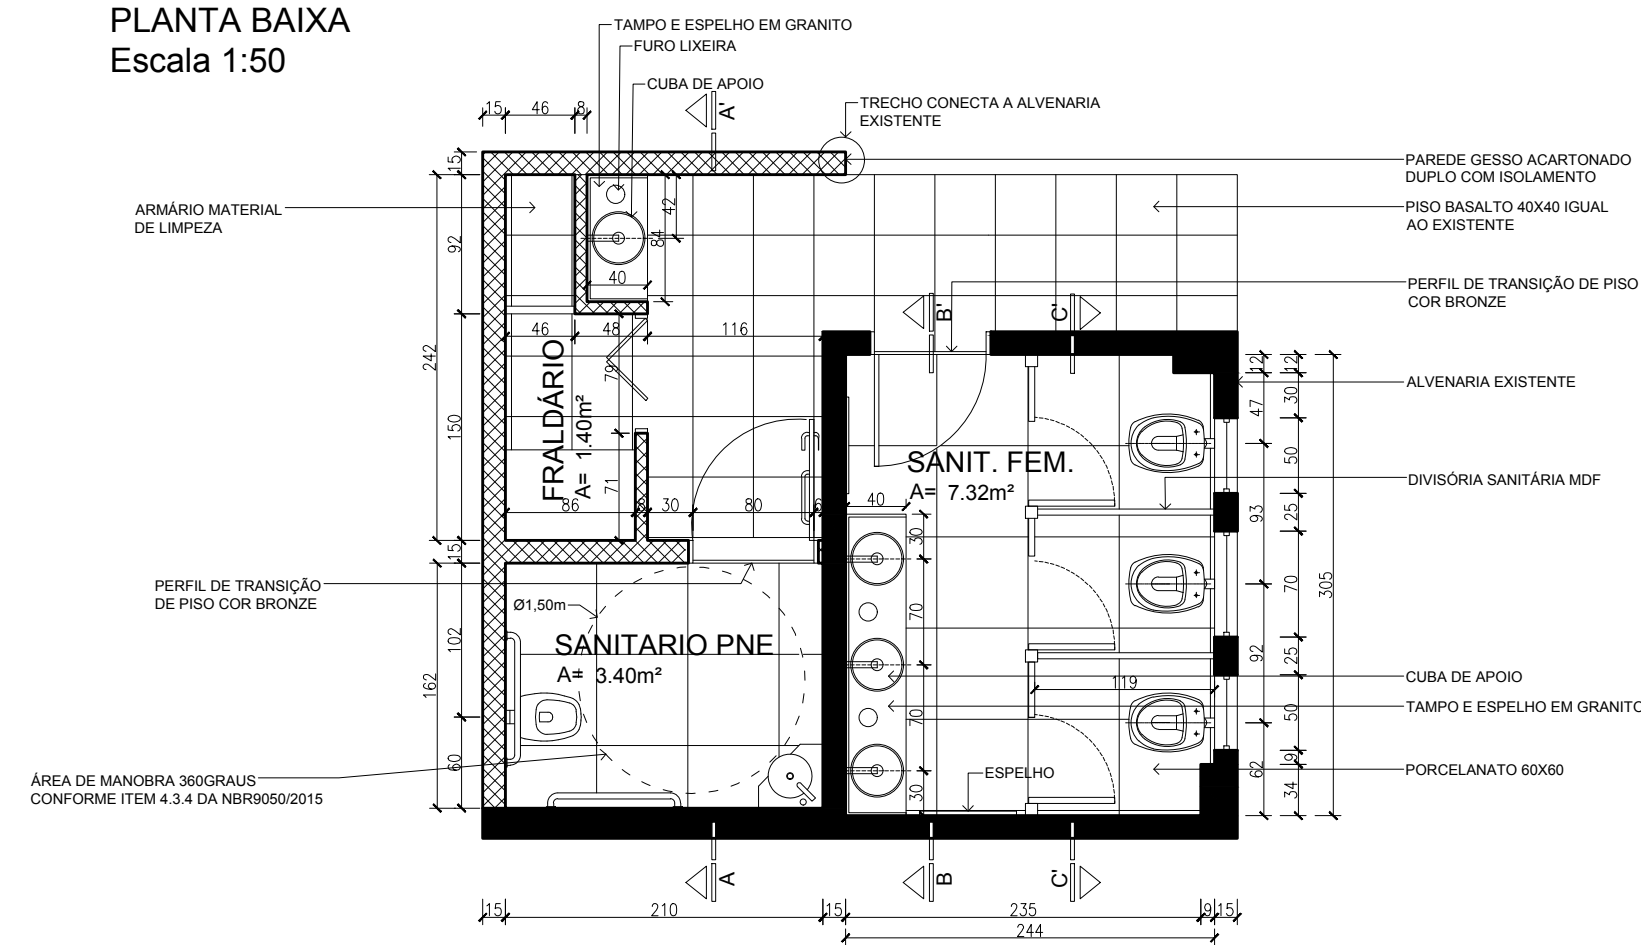 PLANTA BAIXA
Escala 1:50
TAMPO E ESPELHO EM GRANITO
FURO LIXEIRA
CUBA DE APOIO
TRECHO CONECTA A ALVENARIA
EXISTENTE
PAREDE GESSO ACARTONADO
DUPLO COM ISOLAMENTO
PISO BASALTO 40X40 IGUAL
AO EXISTENTE
ARMÁRIO MATERIAL
DE LIMPEZA
PERFIL DE TRANSIÇÃO DE PISO
COR BRONZE
ALVENARIA EXISTENTE
DIVISÓRIA SANITÁRIA MDF
CUBA DE APOIO
TAMPO E ESPELHO EM GRANITO
PORCELANATO 60X60
PERFIL DE TRANSIÇÃO
DE PISO COR BRONZE
ÁREA DE MANOBRA 360GRAUS
CONFORME ITEM 4.3.4 DA NBR9050/2015
15 46 8
A'
B'
C'
15
92
242
150
15
102
162
60
42
84
40
46 48 116
79
71
FRALDÁRIO
A= 1.40m²
86 8 30 80 6
SANIT. FEM.
A= 7.32m²
40
30
70
70
30
Ø1,50m
SANITARIO PNE
A= 3.40m²
119
ESPELHO
12
47
93
92
62
12
30
50
25
70
25
50
9
34
305
A
B
C'
15 210 15 235 9 15
244